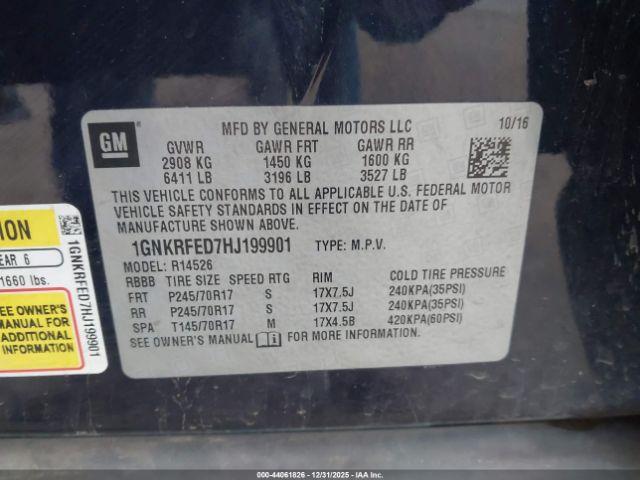 GM
MFD BY GENERAL MOTORS LLC
10/16
GVWR GAWR FRT GAWR RR
2908 KG 1450 KG 1600 KG
6411 LB 3196 LB 3527 LB
THIS VEHICLE CONFORMS TO ALL APPLICABLE U.S. FEDERAL MOTOR
VEHICLE SAFETY STANDARDS IN EFFECT ON THE DATE OF
MANUFACTURE SHOWN ABOVE.
1GNKRFED7HJ199901 TYPE: M.P.V.
MODEL: R14526
RBBB TIRE SIZE SPEED RTG RIM COLD TIRE PRESSURE
FRT P245/70R17 S 17X7.5J 240KPA(35PSI)
RR P245/70R17 S 17X7.5J 240KPA(35PSI)
SPA T145/70R17 M 17X4.5B 420KPA(60PSI)
SEE OWNER'S MANUAL FOR MORE INFORMATION.
EAR 6
1660 lbs.
EE OWNER'S
MANUAL FOR
ADDITIONAL
INFORMATION
1GNKRFED7HJ199901
000-44061826 - 12/31/2025 - IAAI.COM